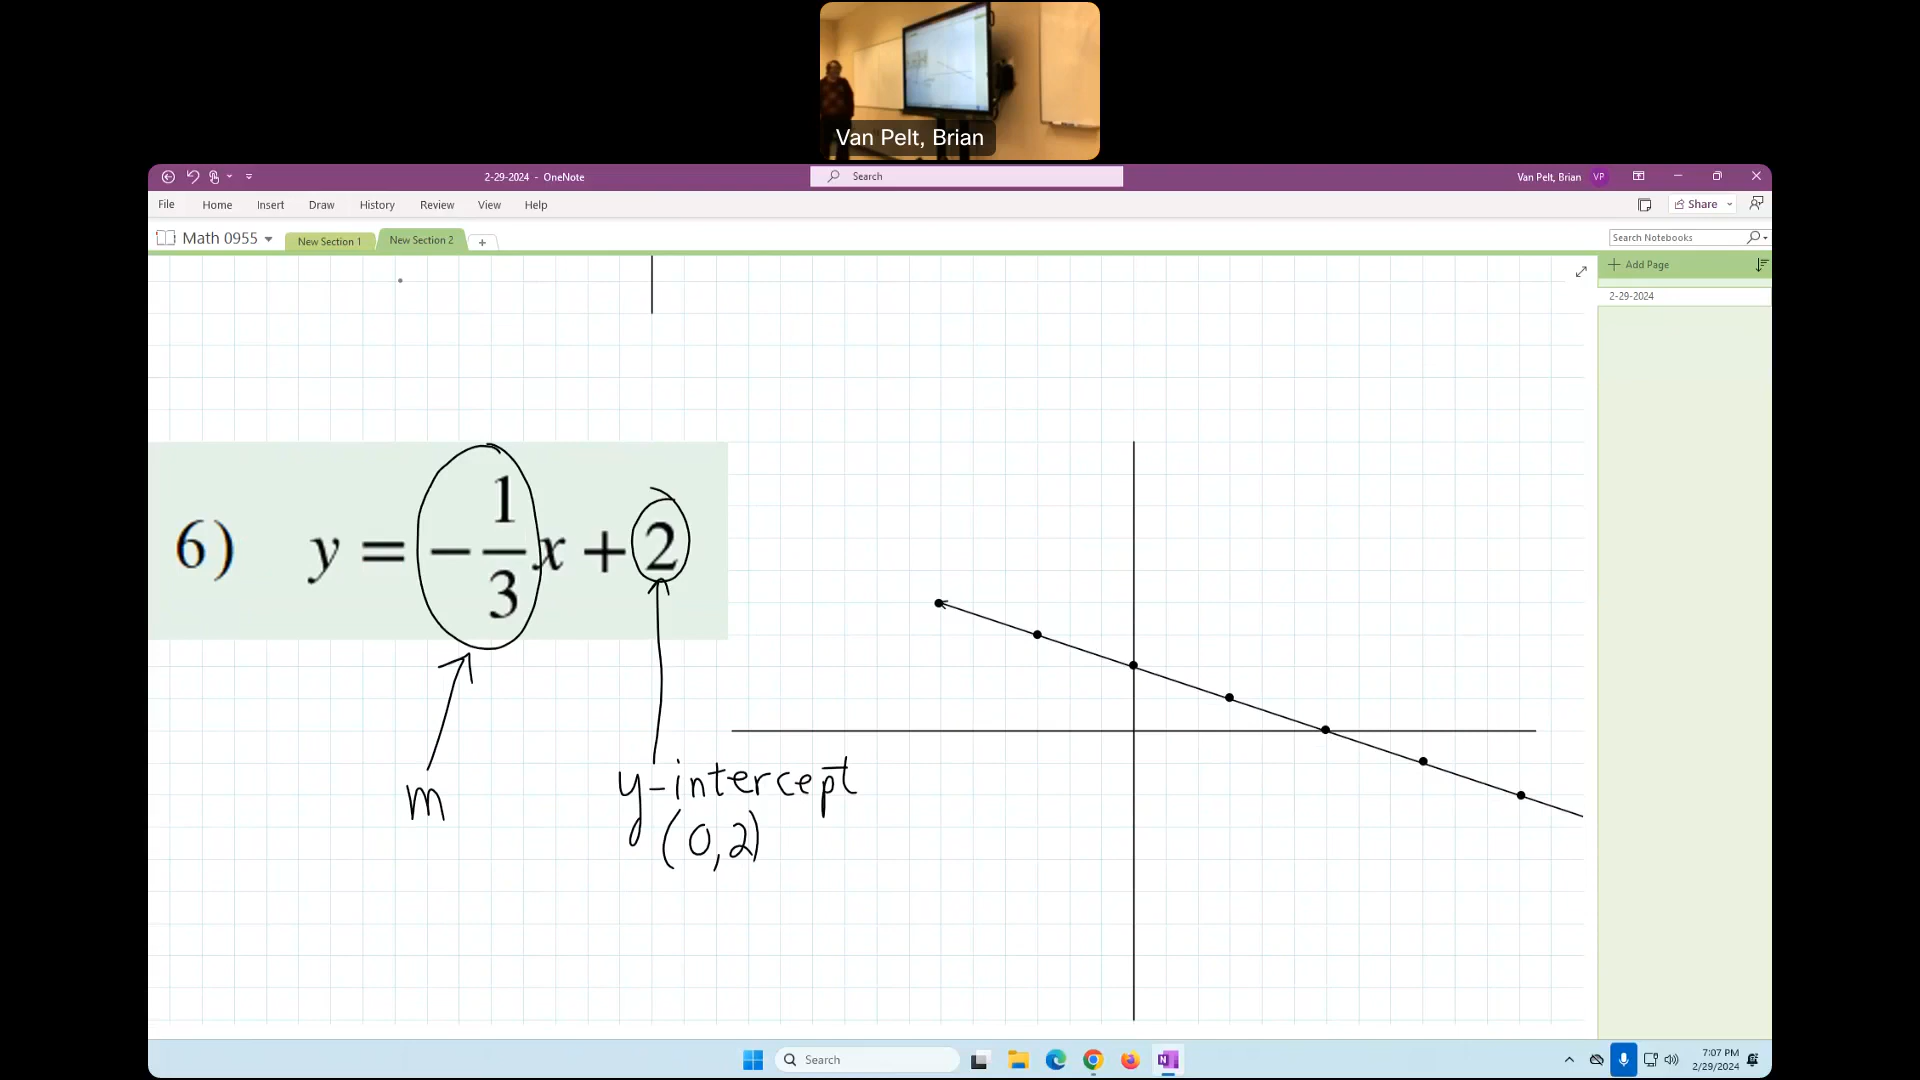 Van Pelt, Brian
2-29-2024 - OneNote
Search
Van Pelt, Brian VP
File Home Insert Draw History Review View Help
Share
Math 0955 New Section 1 New Section 2 +
Search Notebooks
+ Add Page
2-29-2024
6) y = -1/3 x + 2
m
y-intercept
(0,2)
Search
7:07 PM
2/29/2024